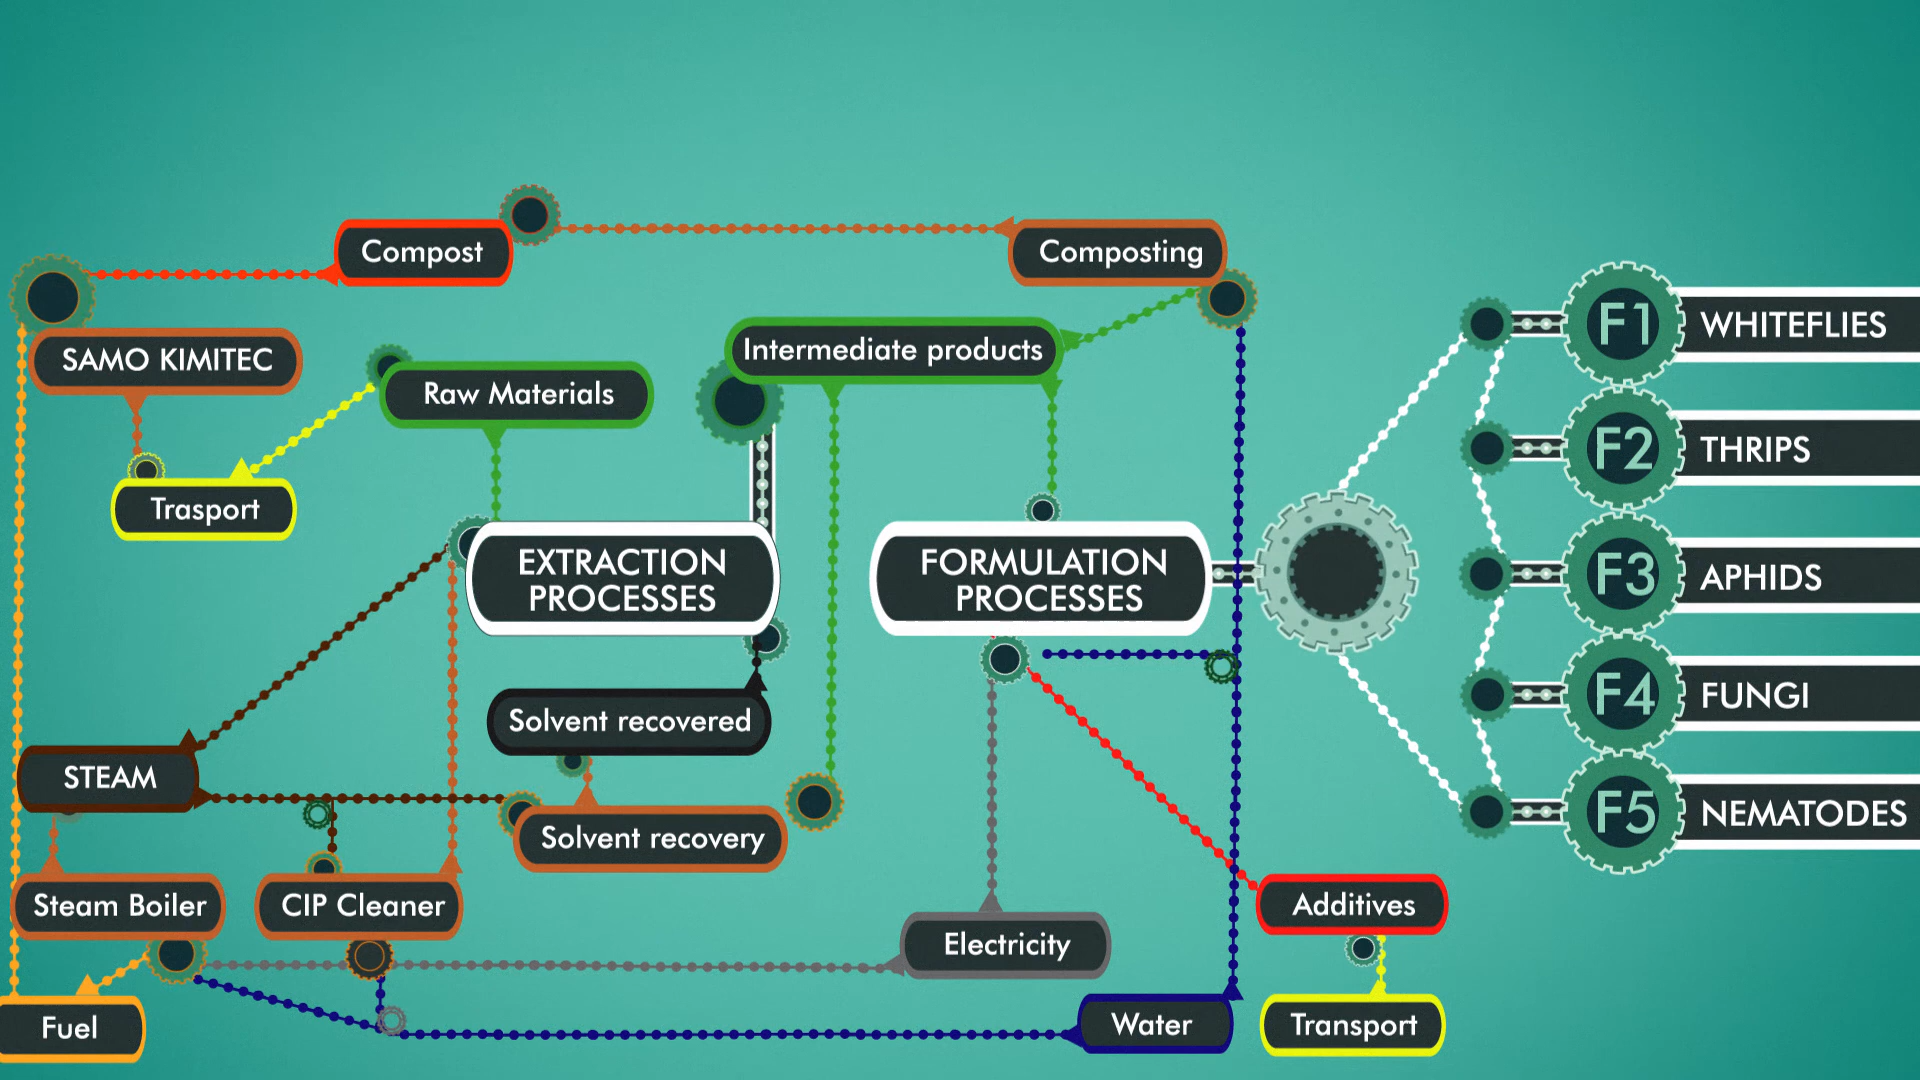 Compost
Composting
SAMO KIMITEC
Intermediate products
Raw Materials
Trasport
EXTRACTION
PROCESSES
FORMULATION
PROCESSES
Solvent recovered
STEAM
Solvent recovery
Steam Boiler
CIP Cleaner
Electricity
Additives
Fuel
Water
Transport
F1 WHITEFLIES
F2 THRIPS
F3 APHIDS
F4 FUNGI
F5 NEMATODES